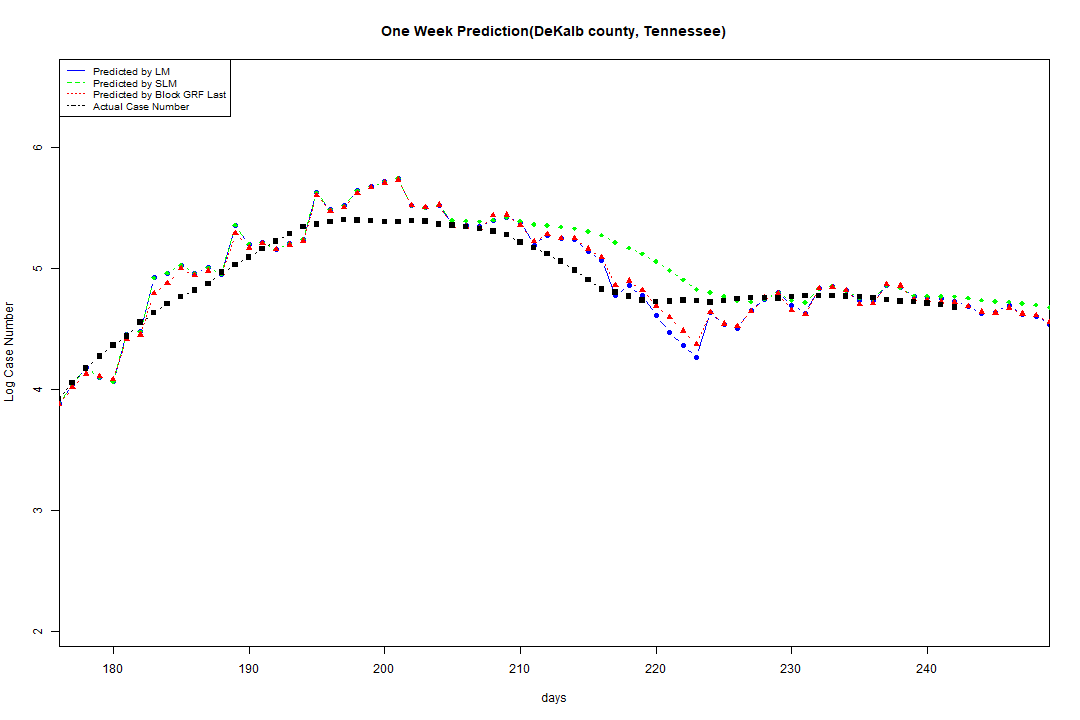 One Week Prediction(DeKalb county, Tennessee)
Predicted by LM
Predicted by SLM
Predicted by Block GRF Last
Actual Case Number
Log Case Number
6
5
4
3
2
180 190 200 210 220 230 240
days